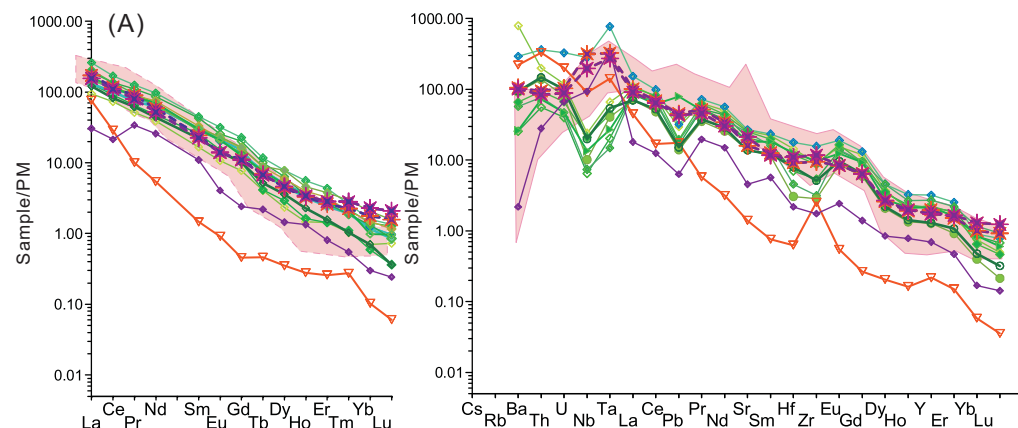 (A)
Sample/PM
1000.00
100.00
10.00
1.00
0.10
0.01
Ce Nd Sm Gd Dy Er Yb
La Pr Eu Tb Ho Tm Lu
Sample/PM
1000.00
100.00
10.00
1.00
0.10
0.01
Cs Ba U Ta Ce Pr Sr Hf Eu Dy Y Yb
Rb Th Nb La Pb Nd Sm Zr Gd Ho Er Lu